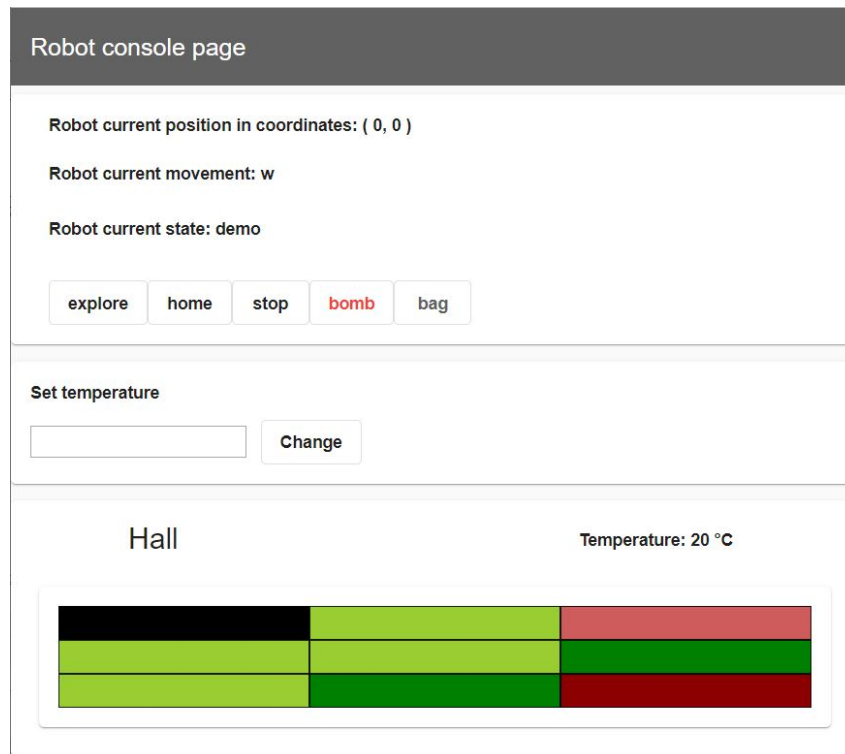 Robot console page
Robot current position in coordinates: ( 0, 0 )
Robot current movement: w
Robot current state: demo
explore home stop bomb bag
Set temperature
Change
Hall Temperature: 20 °C